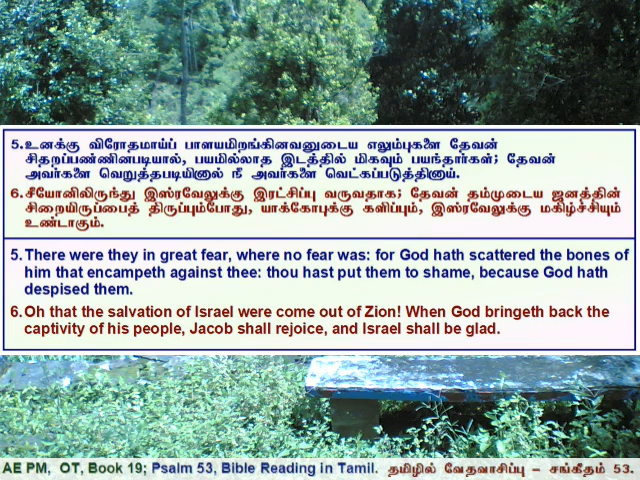 5. உனக்கு விரோதமாய்ப் பாளயமிறங்கினவனுடைய எலும்புகளை தேவன்
சிதறப்பண்ணினபடியால், பயமில்லாத இடத்தில் மிகவும் பயந்தார்கள்; தேவன்
அவர்களை வெறுத்தபடியினால் நீ அவர்களை வெட்கப்படுத்தினாய்.
6. சீயோனிலிருந்து இஸ்ரவேலுக்கு இரட்சிப்பு வருவதாக; தேவன் தம்முடைய ஜனத்தின்
சிறையிருப்பைத் திருப்பும்போது, யாக்கோபுக்கு களிப்பும், இஸ்ரவேலுக்கு மகிழ்ச்சியும்
உண்டாகும்.
5. There were they in great fear, where no fear was: for God hath scattered the bones of
him that encampeth against thee: thou hast put them to shame, because God hath
despised them.
6. Oh that the salvation of Israel were come out of Zion! When God bringeth back the
captivity of his people, Jacob shall rejoice, and Israel shall be glad.
AE PM, OT, Book 19; Psalm 53, Bible Reading in Tamil. தமிழில் வேதவாசிப்பு – சங்கீதம் 53.